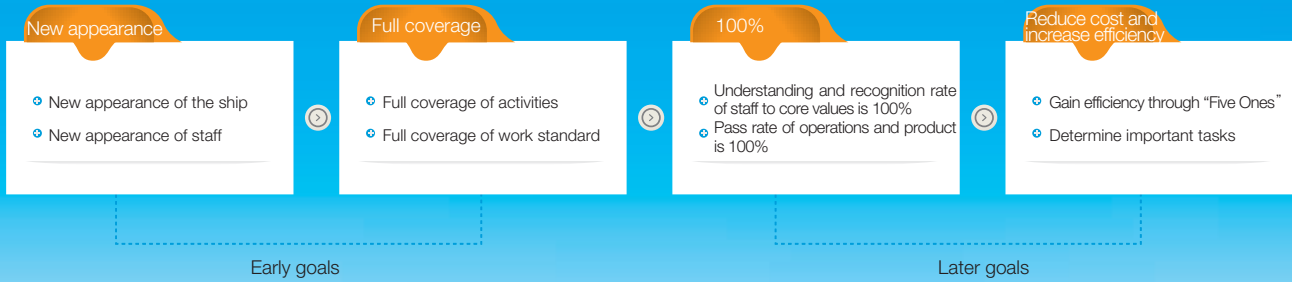 New appearance
New appearance of the ship
New appearance of staff
Full coverage
Full coverage of activities
Full coverage of work standard
100%
Understanding and recognition rate
of staff to core values is 100%
Pass rate of operations and product
is 100%
Reduce cost and
increase efficiency
Gain efficiency through “Five Ones”
Determine important tasks
Early goals
Later goals